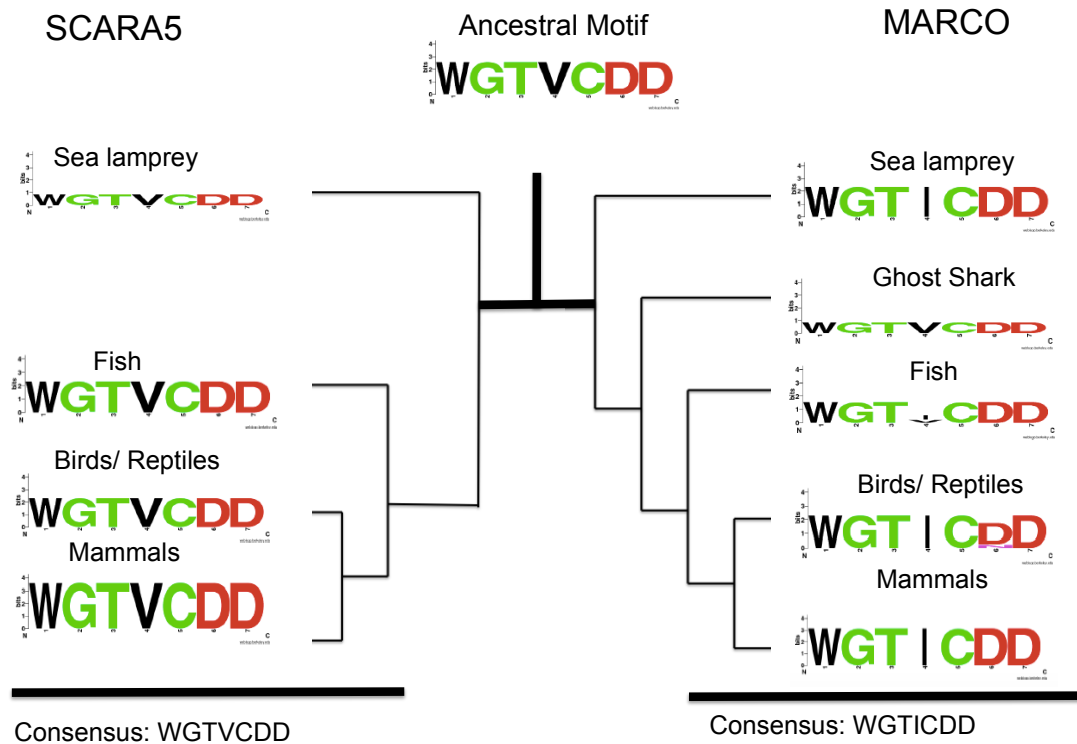 SCARA5
Ancestral Motif
MARCO
WGTVCDD
Sea lamprey
WGTVCDD
Fish
WGTVCDD
Birds/ Reptiles
WGTVCDD
Mammals
WGTVCDD
Consensus: WGTVCDD
Sea lamprey
WGTICDD
Ghost Shark
WGTVCDD
Fish
WGT CDD
Birds/ Reptiles
WGTICDD
Mammals
WGTICDD
Consensus: WGTICDD